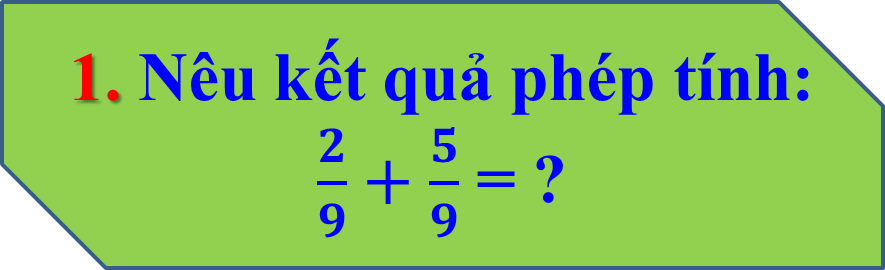 1. Nêu kết quả phép tính:
2/9 + 5/9 = ?